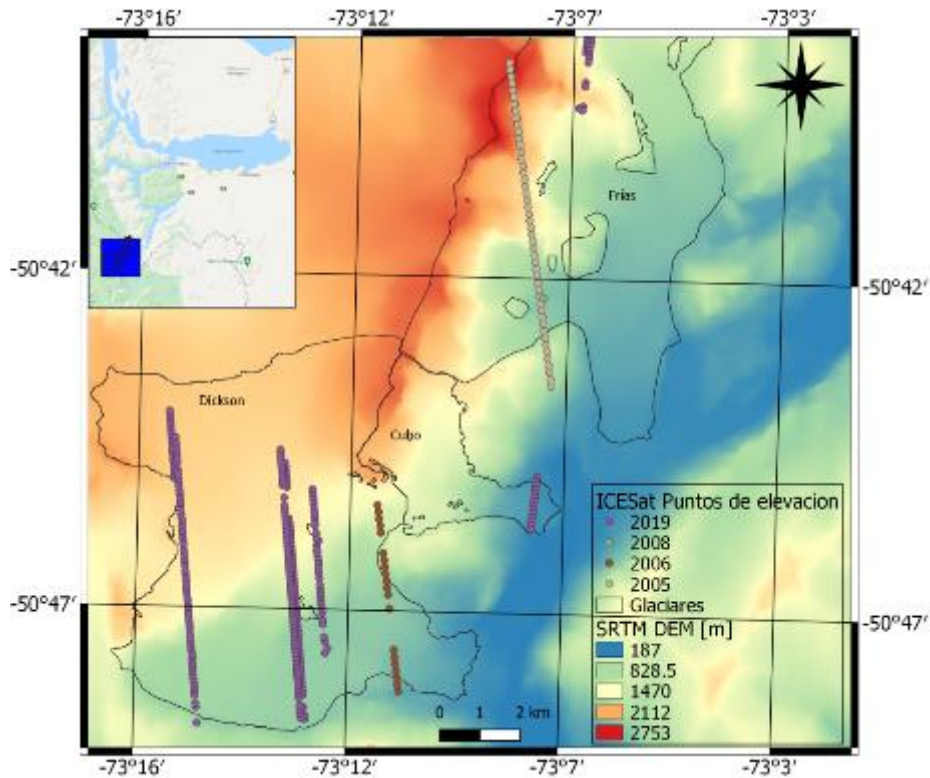 -73°16′ -73°12′ -73°7′ -73°3′
Frías
-50°42′ -50°42′
Dickson
Cubo
ICESat Puntos de elevacion
2019
2008
2006
2005
Glaciares
-50°47′ -50°47′
SRTM DEM [m]
187
828.5
1470
2112
2753
0 1 2 km
-73°16′ -73°12′ -73°7′ -73°3′